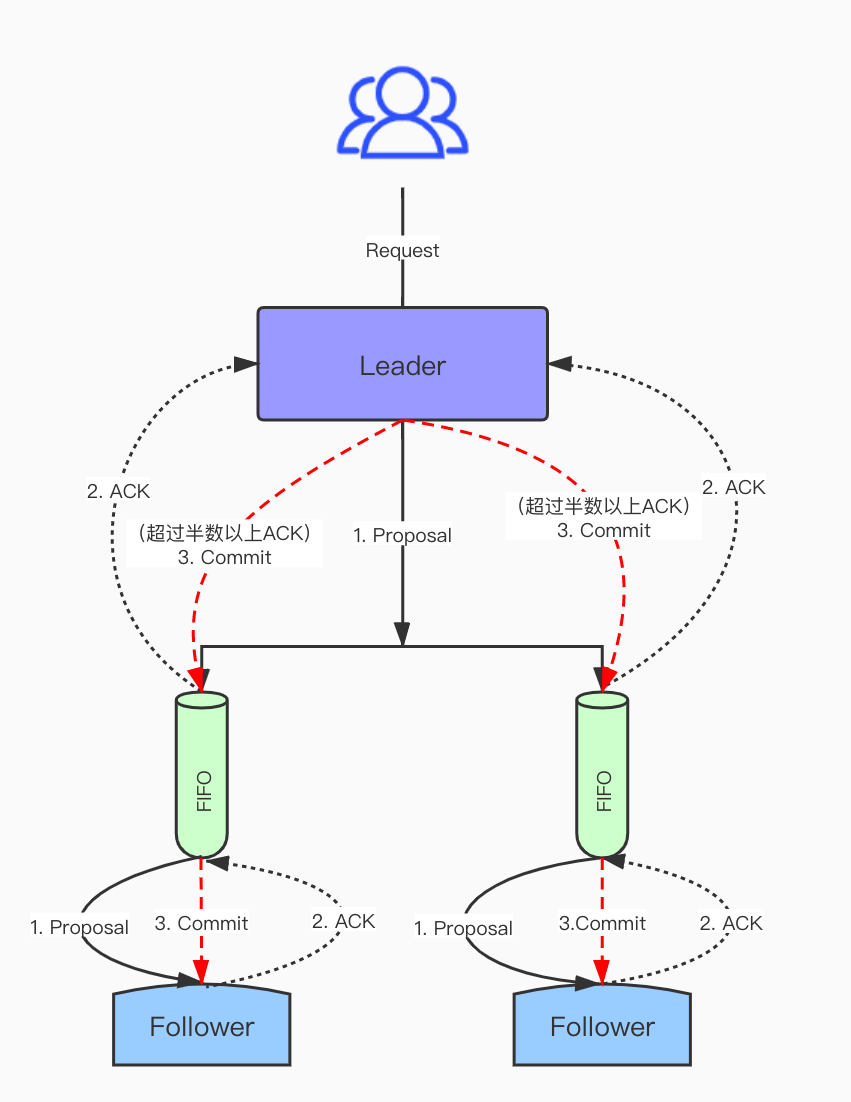 Request
Leader
2. ACK
2. ACK
（超过半数以上ACK）
3. Commit
1. Proposal
（超过半数以上ACK）
3. Commit
FIFO
FIFO
1. Proposal
3. Commit
2. ACK
1. Proposal
3.Commit
2. ACK
Follower
Follower